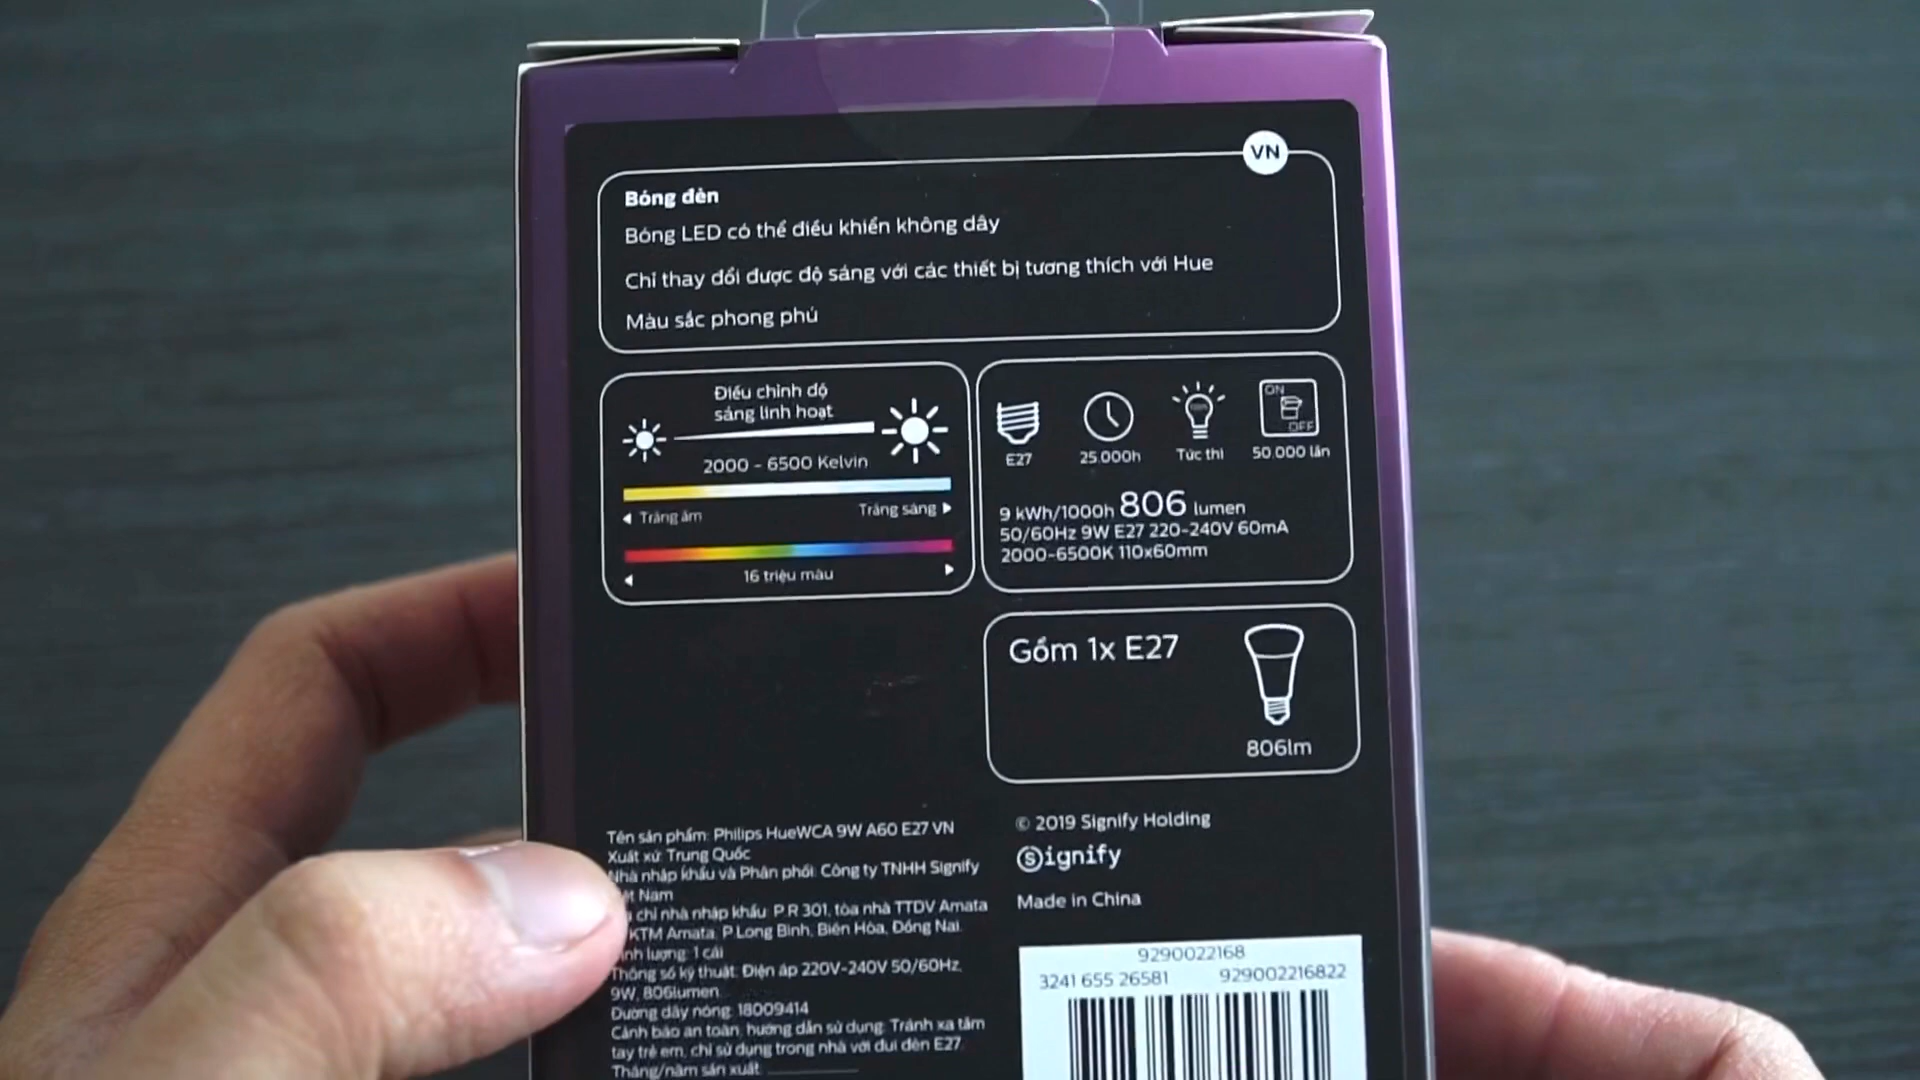 VN
Bóng đèn
Bóng LED có thể điều khiển không dây
Chỉ thay đổi được độ sáng với các thiết bị tương thích với Hue
Màu sắc phong phú
Điều chỉnh độ
sáng linh hoạt
2000 - 6500 Kelvin
Trắng ấm
Trắng sáng
16 triệu màu
ON
OFF
E27
25.000h
Tức thì
50.000 lần
9 kWh/1000h 806 lumen
50/60Hz 9W E27 220-240V 60mA
2000-6500K 110x60mm
Gồm 1x E27
806lm
Tên sản phẩm: Philips HueWCA 9W A60 E27 VN
Xuất xứ: Trung Quốc
Nhà nhập khẩu và Phân phối: Công ty TNHH Signify
Nam
chỉ nhà nhập khẩu: P.R 301, tòa nhà TTDV Amata
KTM Amata, P.Long Bình, Biên Hòa, Đồng Nai.
lượng: 1 cái
Thông số kỹ thuật: Điện áp 220V-240V 50/60Hz,
9W, 806lumen
Đường dây nóng: 18009414
Cảnh báo an toàn, hướng dẫn sử dụng: Tránh xa tầm
tay trẻ em, chỉ sử dụng trong nhà với đui đèn E27.
Tháng/năm sản xuất:
© 2019 Signify Holding
Signify
Made in China
9290022168
3241 655 26581
929002216822